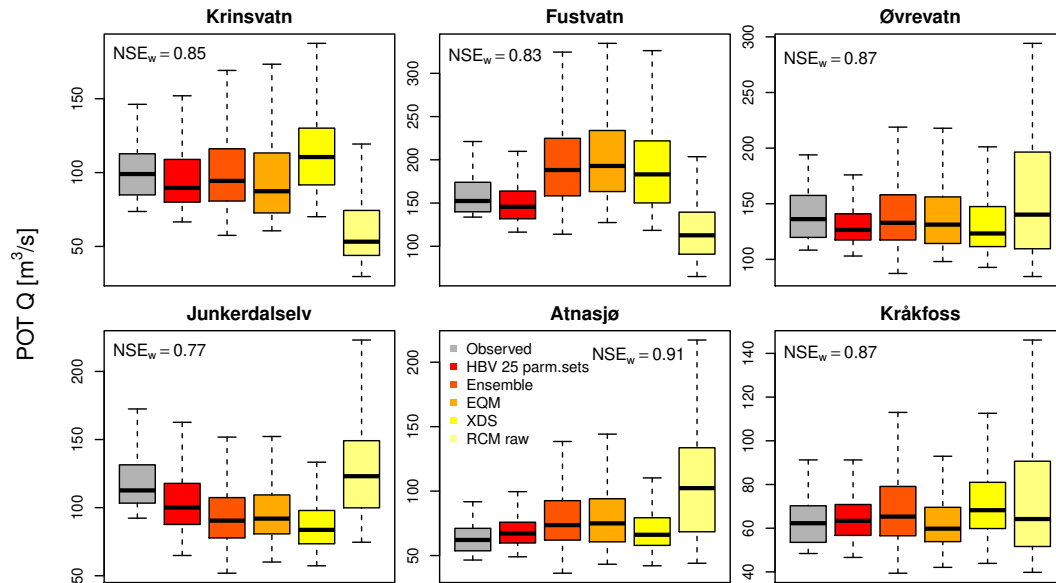 Krinsvatn
Fustvatn
Øvrevatn
POT Q [m³/s]
NSEw = 0.85
150
100
50
NSEw = 0.83
300
250
200
150
100
NSEw = 0.87
300
250
200
150
100
Junkerdalselv
Atnasjø
Kråkfoss
NSEw = 0.77
200
150
100
50
NSEw = 0.91
Observed
HBV 25 parm.sets
Ensemble
EQM
XDS
RCM raw
200
150
100
50
NSEw = 0.87
140
120
100
80
60
40